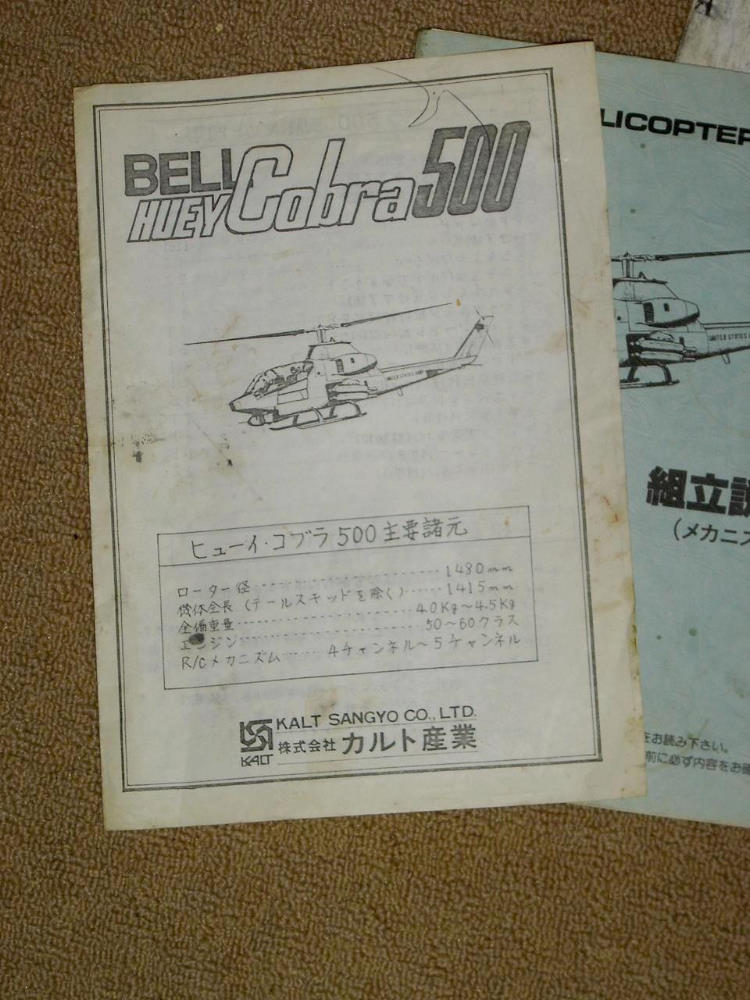 BELL
HUEY Cobra 500
ヒューイ・コブラ 500 主要諸元
ローター径 1480mm
機体全長(テールスキッドを除く) 1415mm
全備重量 4.0Kg～4.5Kg
エンジン 50～60クラス
R/Cメカニズム 4チャンネル～5チャンネル
KALT
KALT SANGYO CO., LTD.
株式会社 カルト産業
LICOPTER
UNITED STATES
組立説
(メカニズ
をお読み下さい。
前に必ず内容をお